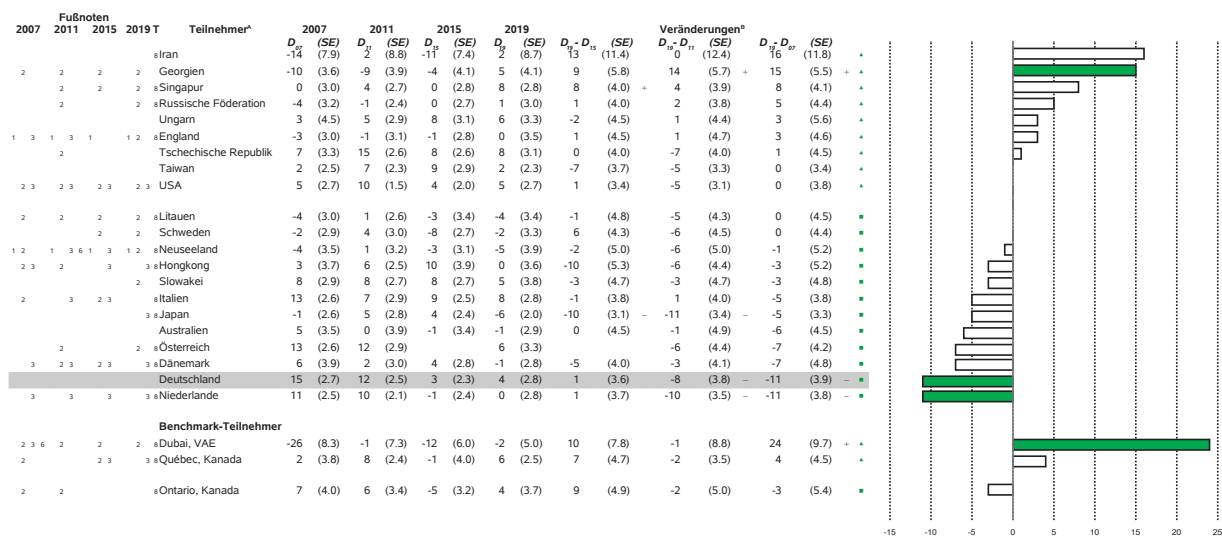 Fußnoten
2007 2011 2015 2019 T Teilnehmer^A 2007 2011 2015 2019 Veränderungen^B
D_07 (SE) D_11 (SE) D_15 (SE) D_19 (SE) D_19 - D_15 (SE) D_19 - D_11 (SE) D_19 - D_07 (SE)
8 Iran -14 (7.9) 2 (8.8) -11 (7.4) 2 (8.7) 13 (11.4) 0 (12.4) 16 (11.8) ▲
2 2 2 2 Georgien -10 (3.6) -9 (3.9) -4 (4.1) 5 (4.1) 9 (5.8) 14 (5.7) + 15 (5.5) + ▲
2 2 2 8 Singapur 0 (3.0) 4 (2.7) 0 (2.8) 8 (2.8) 8 (4.0) + 4 (3.9) 8 (4.1) ▲
2 2 8 Russische Föderation -4 (3.2) -1 (2.4) 0 (2.7) 1 (3.0) 1 (4.0) 2 (3.8) 5 (4.4) ▲
Ungarn 3 (4.5) 5 (2.9) 8 (3.1) 6 (3.3) -2 (4.5) 1 (4.4) 3 (5.6) ▲
1 3 1 3 1 1 2 8 England -3 (3.0) -1 (3.1) -1 (2.8) 0 (3.5) 1 (4.5) 1 (4.7) 3 (4.6) ▲
2 Tschechische Republik 7 (3.3) 15 (2.6) 8 (2.6) 8 (3.1) 0 (4.0) -7 (4.0) 1 (4.5) ▲
Taiwan 2 (2.5) 7 (2.3) 9 (2.9) 2 (2.3) -7 (3.7) -5 (3.3) 0 (3.4) ▲
2 3 2 3 2 3 2 3 USA 5 (2.7) 10 (1.5) 4 (2.0) 5 (2.7) 1 (3.4) -5 (3.1) 0 (3.8) ▲
2 2 2 2 8 Litauen -4 (3.0) 1 (2.6) -3 (3.4) -4 (3.4) -1 (4.8) -5 (4.3) 0 (4.5) ■
2 2 Schweden -2 (2.9) 4 (3.0) -8 (2.7) -2 (3.3) 6 (4.3) -6 (4.5) 0 (4.4) ■
1 2 1 3 6 1 3 1 2 8 Neuseeland -4 (3.5) 1 (3.2) -3 (3.1) -5 (3.9) -2 (5.0) -6 (5.0) -1 (5.2) ■
2 3 2 3 3 8 Hongkong 3 (3.7) 6 (2.5) 10 (3.9) 0 (3.6) -10 (5.3) -6 (4.4) -3 (5.2) ■
2 Slowakei 8 (2.9) 8 (2.7) 8 (2.7) 5 (3.8) -3 (4.7) -3 (4.7) -3 (4.8) ■
2 3 2 3 8 Italien 13 (2.6) 7 (2.9) 9 (2.5) 8 (2.8) -1 (3.8) 1 (4.0) -5 (3.8) ■
3 8 Japan -1 (2.6) 5 (2.8) 4 (2.4) -6 (2.0) -10 (3.1) − -11 (3.4) − -5 (3.3) ■
Australien 5 (3.5) 0 (3.9) -1 (3.4) -1 (2.9) 0 (4.5) -1 (4.9) -6 (4.5) ■
2 2 8 Österreich 13 (2.6) 12 (2.9) 6 (3.3) -6 (4.4) -7 (4.2) ■
3 2 3 2 3 3 8 Dänemark 6 (3.9) 2 (3.0) 4 (2.8) -1 (2.8) -5 (4.0) -3 (4.1) -7 (4.8) ■
Deutschland 15 (2.7) 12 (2.5) 3 (2.3) 4 (2.8) 1 (3.6) -8 (3.8) − -11 (3.9) − ■
3 3 3 3 8 Niederlande 11 (2.5) 10 (2.1) -1 (2.4) 0 (2.8) 1 (3.7) -10 (3.5) − -11 (3.8) − ■
Benchmark-Teilnehmer
2 3 6 2 2 2 8 Dubai, VAE -26 (8.3) -1 (7.3) -12 (6.0) -2 (5.0) 10 (7.8) -1 (8.8) 24 (9.7) + ▲
2 2 3 3 8 Québec, Kanada 2 (3.8) 8 (2.4) -1 (4.0) 6 (2.5) 7 (4.7) -2 (3.5) 4 (4.5) ▲
2 2 8 Ontario, Kanada 7 (4.0) 6 (3.4) -5 (3.2) 4 (3.7) 9 (4.9) -2 (5.0) -3 (5.4) ■
-15 -10 -5 0 5 10 15 20 25